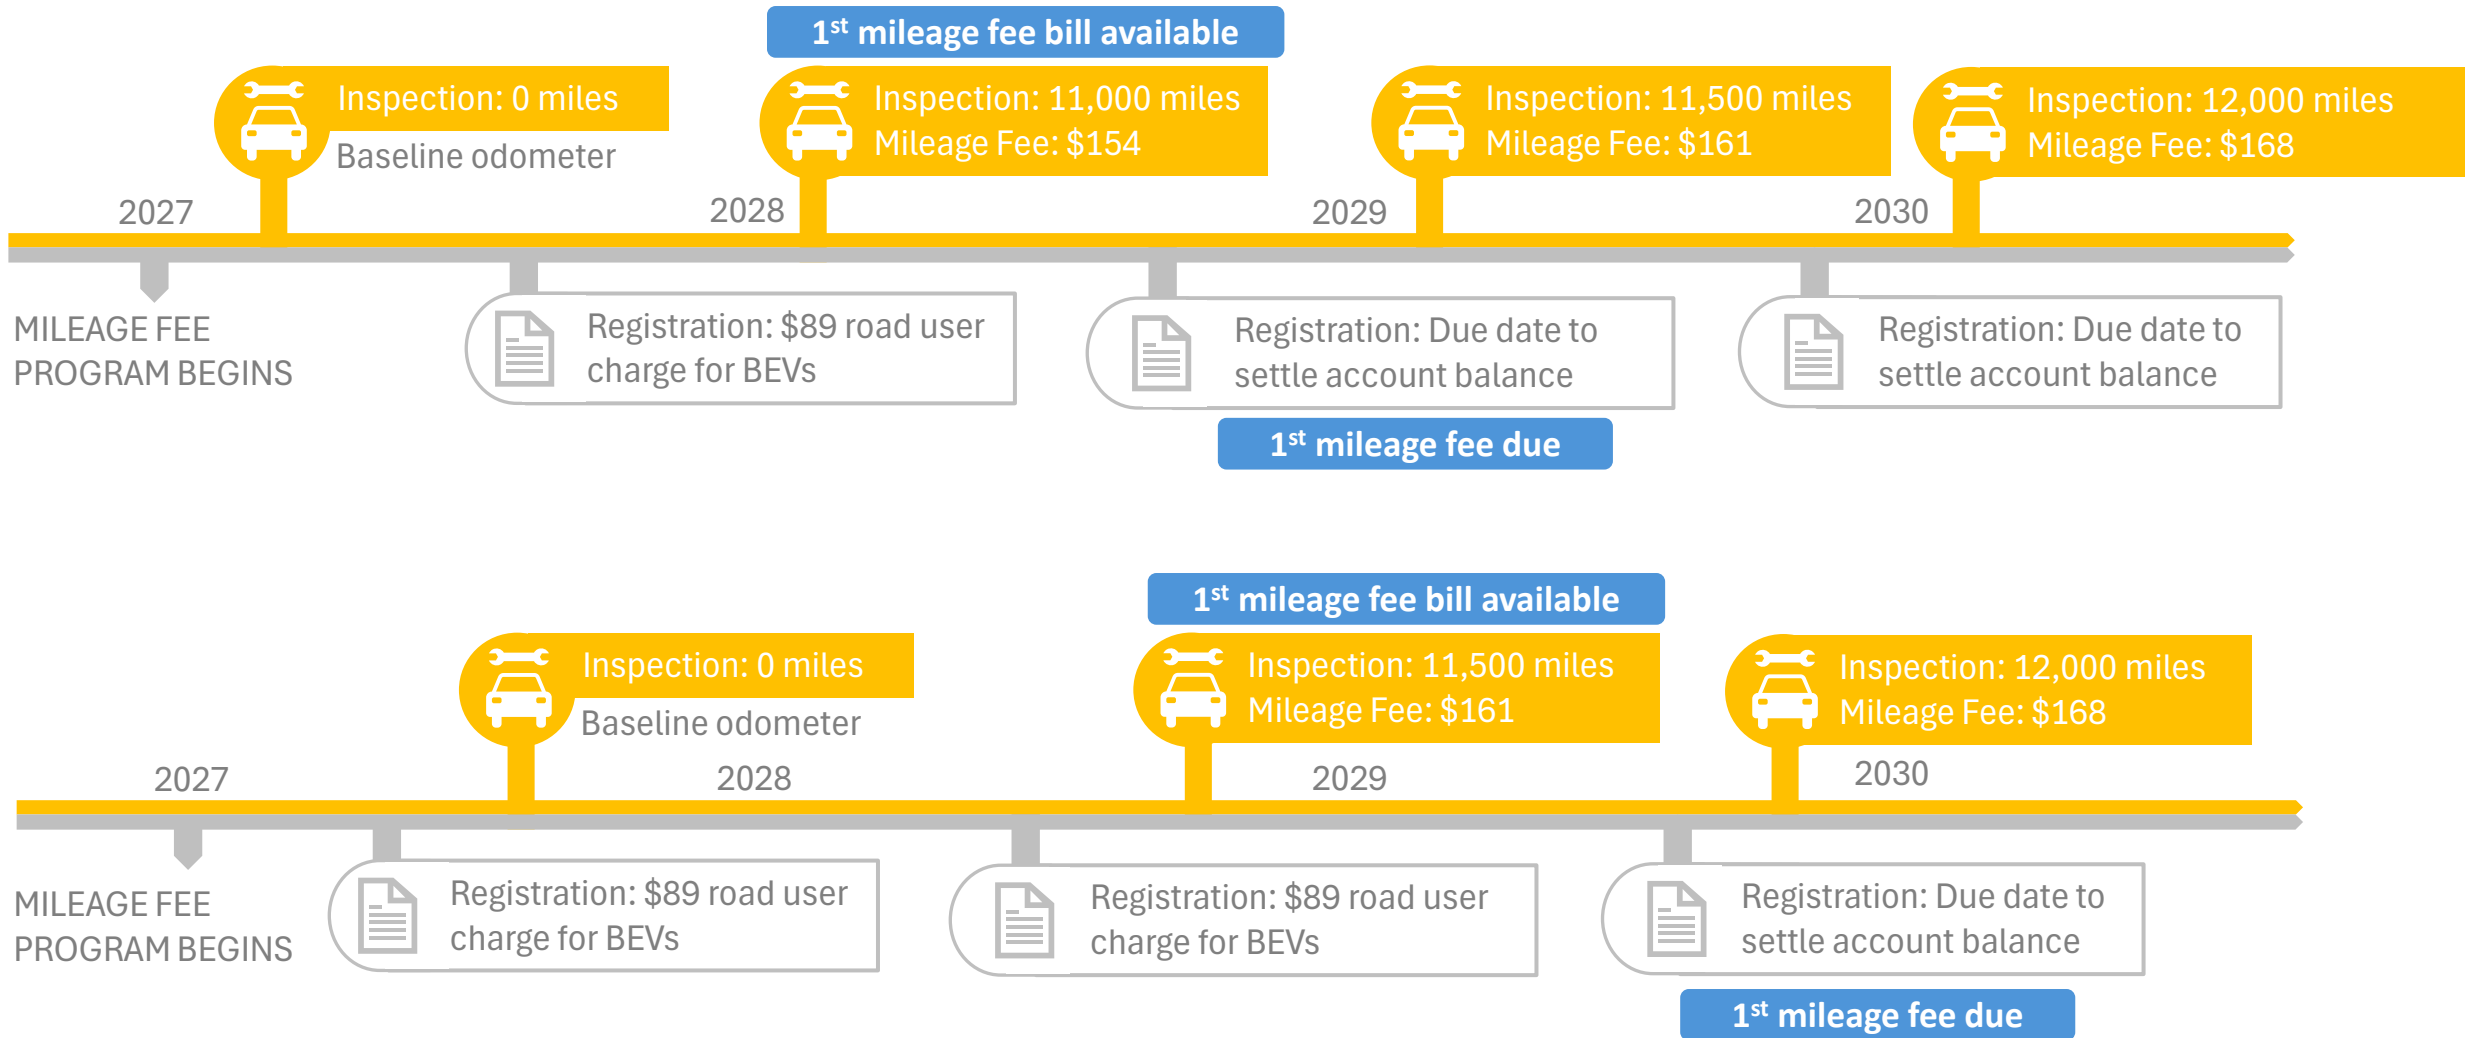 1st mileage fee bill available
Inspection: 0 miles
Baseline odometer
Inspection: 11,000 miles
Mileage Fee: $154
Inspection: 11,500 miles
Mileage Fee: $161
Inspection: 12,000 miles
Mileage Fee: $168
2027
2028
2029
2030
MILEAGE FEE
PROGRAM BEGINS
Registration: $89 road user
charge for BEVs
Registration: Due date to
settle account balance
Registration: Due date to
settle account balance
1st mileage fee due
1st mileage fee bill available
Inspection: 0 miles
Baseline odometer
Inspection: 11,500 miles
Mileage Fee: $161
Inspection: 12,000 miles
Mileage Fee: $168
2027
2028
2029
2030
MILEAGE FEE
PROGRAM BEGINS
Registration: $89 road user
charge for BEVs
Registration: $89 road user
charge for BEVs
Registration: Due date to
settle account balance
1st mileage fee due